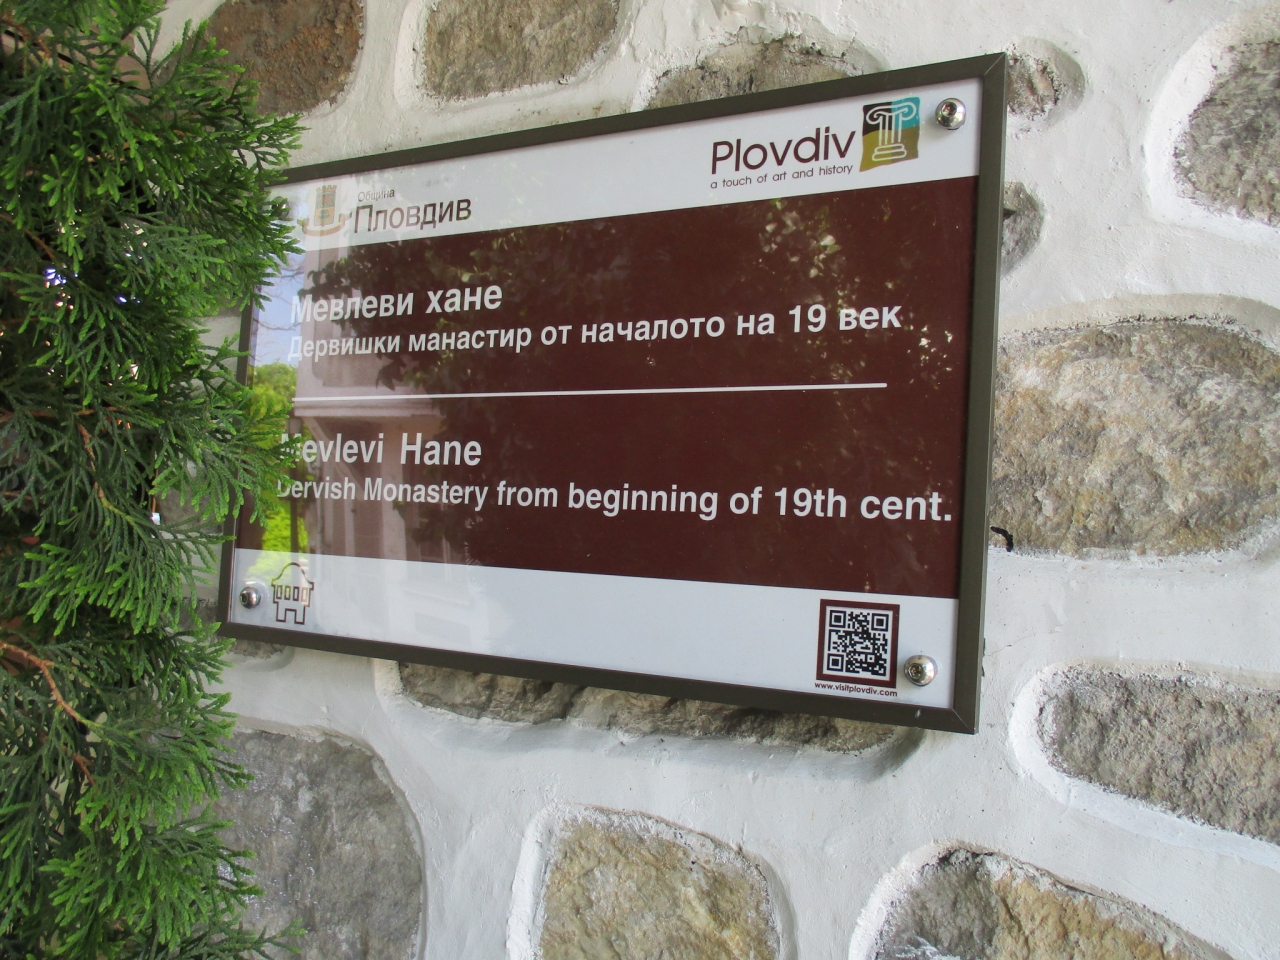 Община
Пловдив
Plovdiv
a touch of art and history
Мевлеви хане
Дервишки манастир от началото на 19 век
Mevlevi Hane
Dervish Monastery from beginning of 19th cent.
www.visitplovdiv.com